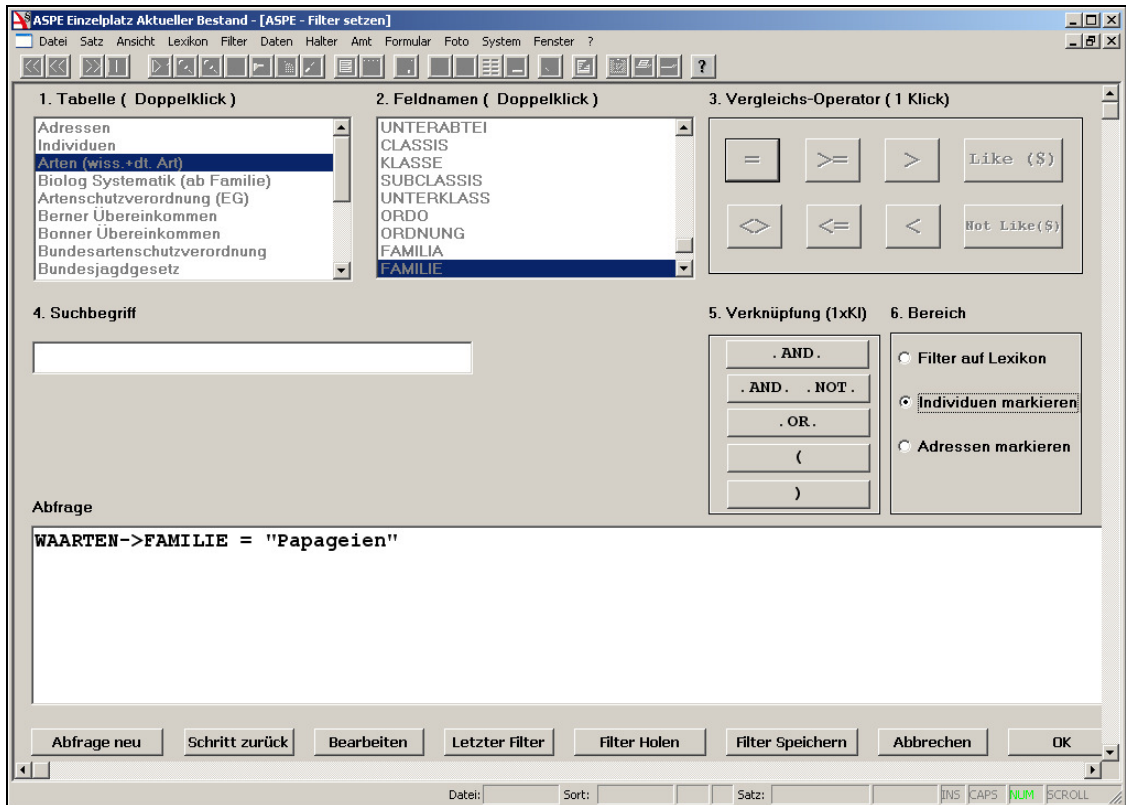 ASPE Einzelplatz Aktueller Bestand - [ASPE - Filter setzen]
Datei Satz Ansicht Lexikon Filter Daten Halter Amt Formular Foto System Fenster ?
?
1. Tabelle ( Doppelklick )
2. Feldnamen ( Doppelklick )
3. Vergleichs-Operator ( 1 Klick)
Adressen
Individuen
Arten (wiss.+dt. Art)
Biolog Systematik (ab Familie)
Artenschutzverordnung (EG)
Berner Übereinkommen
Bonner Übereinkommen
Bundesartenschutzverordnung
Bundesjagdgesetz
UNTERABTEI
CLASSIS
KLASSE
SUBCLASSIS
UNTERKLASS
ORDO
ORDNUNG
FAMILIA
FAMILIE
= >= > Like ($)
<> <= < Not Like($)
4. Suchbegriff
5. Verknüpfung (1xKl)
6. Bereich
.AND.
.AND. .NOT.
.OR.
(
)
Filter auf Lexikon
Individuen markieren
Adressen markieren
Abfrage
WAARTEN->FAMILIE = "Papageien"
Abfrage neu Schritt zurück Bearbeiten Letzter Filter Filter Holen Filter Speichern Abbrechen OK
Datei: Sort: Satz: INS CAPS NUM SCROLL